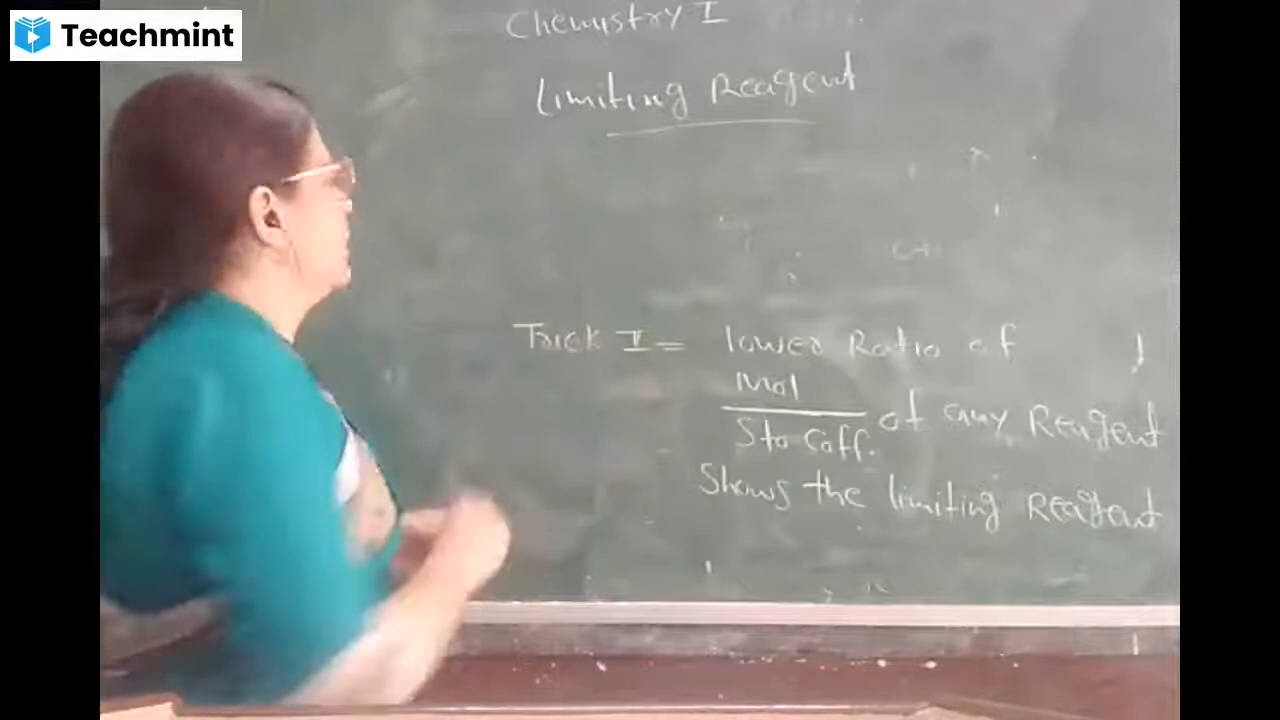 Teachmint
Chemistry I
Limiting Reagent
Trick I = lower Ratio of
mol
Sto Coff. of any Reagent
Shows the limiting Reagent